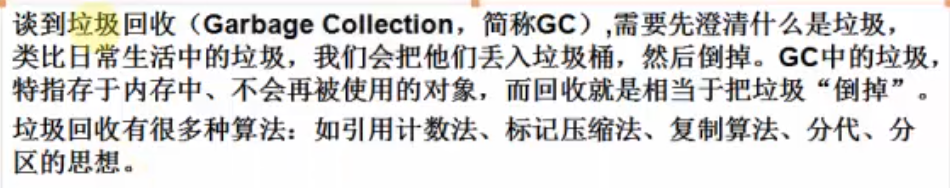 谈到垃圾回收（Garbage Collection，简称GC）,需要先澄清什么是垃圾，
类比日常生活中的垃圾，我们会把他们丢入垃圾桶，然后倒掉。GC中的垃圾，
特指存于内存中、不会再被使用的对象，而回收就是相当于把垃圾“倒掉”。
垃圾回收有很多种算法：如引用计数法、标记压缩法、复制算法、分代、分
区的思想。